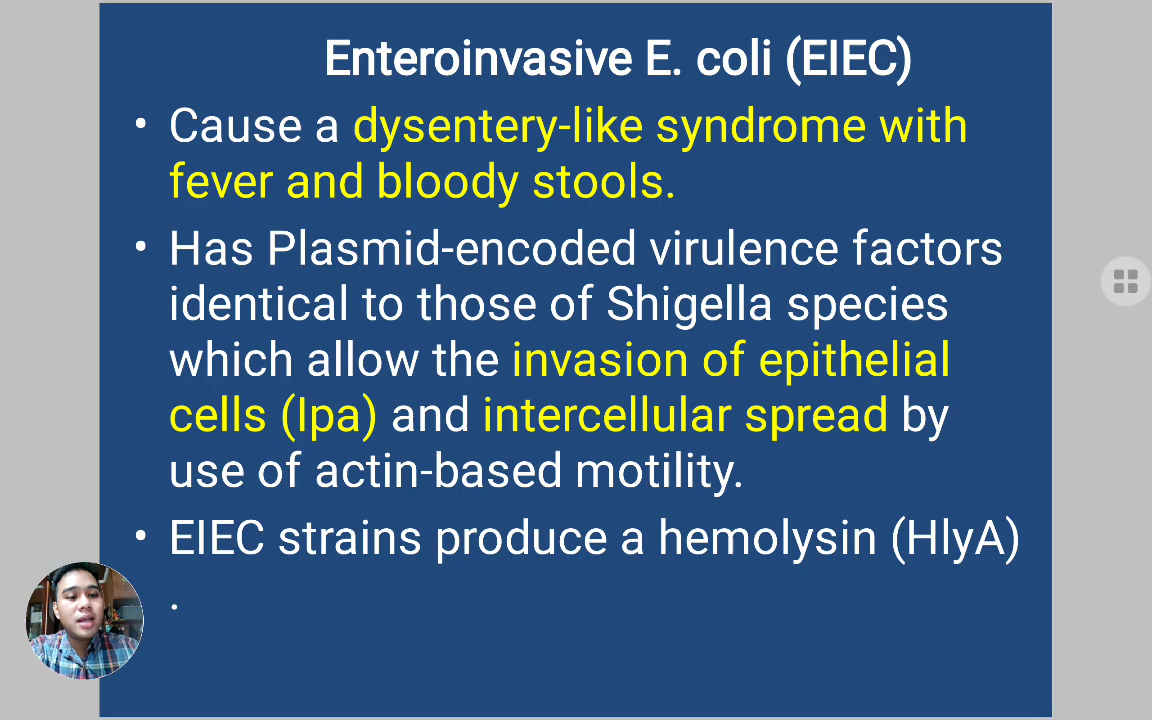 Enteroinvasive E. coli (EIEC)
• Cause a dysentery-like syndrome with
fever and bloody stools.
• Has Plasmid-encoded virulence factors
identical to those of Shigella species
which allow the invasion of epithelial
cells (Ipa) and intercellular spread by
use of actin-based motility.
• EIEC strains produce a hemolysin (HlyA)
.